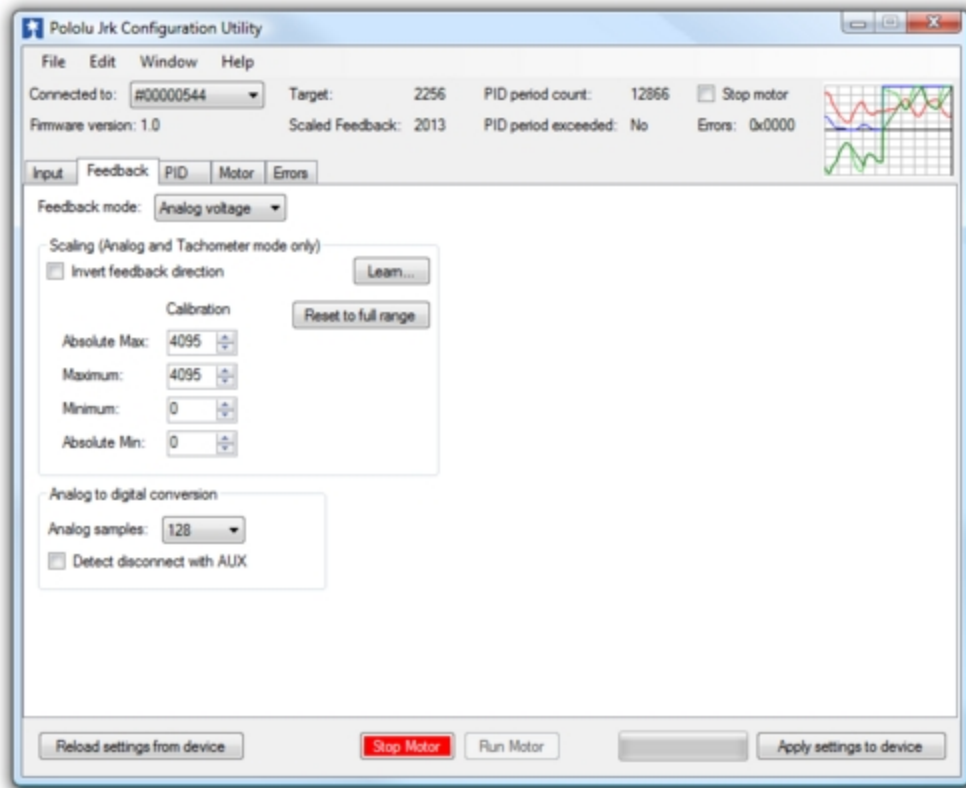 Pololu Jrk Configuration Utility
File Edit Window Help
Connected to: #00000544 Target: 2256 PID period count: 12866 Stop motor
Firmware version: 1.0 Scaled Feedback: 2013 PID period exceeded: No Errors: 0x0000
Input Feedback PID Motor Errors
Feedback mode: Analog voltage
Scaling (Analog and Tachometer mode only)
Invert feedback direction Learn...
Calibration Reset to full range
Absolute Max: 4095
Maximum: 4095
Minimum: 0
Absolute Min: 0
Analog to digital conversion
Analog samples: 128
Detect disconnect with AUX
Reload settings from device Stop Motor Run Motor Apply settings to device